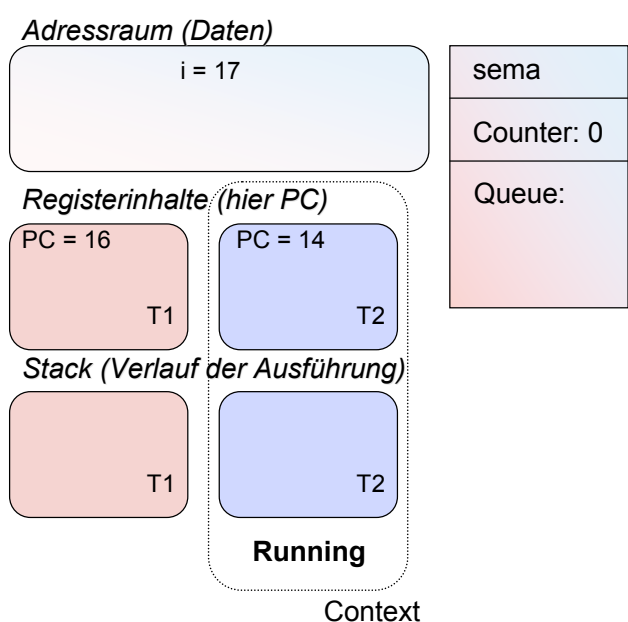 Adressraum (Daten)
i = 17
sema
Counter: 0
Queue:
Registerinhalte (hier PC)
PC = 16
T1
PC = 14
T2
Stack (Verlauf der Ausführung)
T1
T2
Running
Context